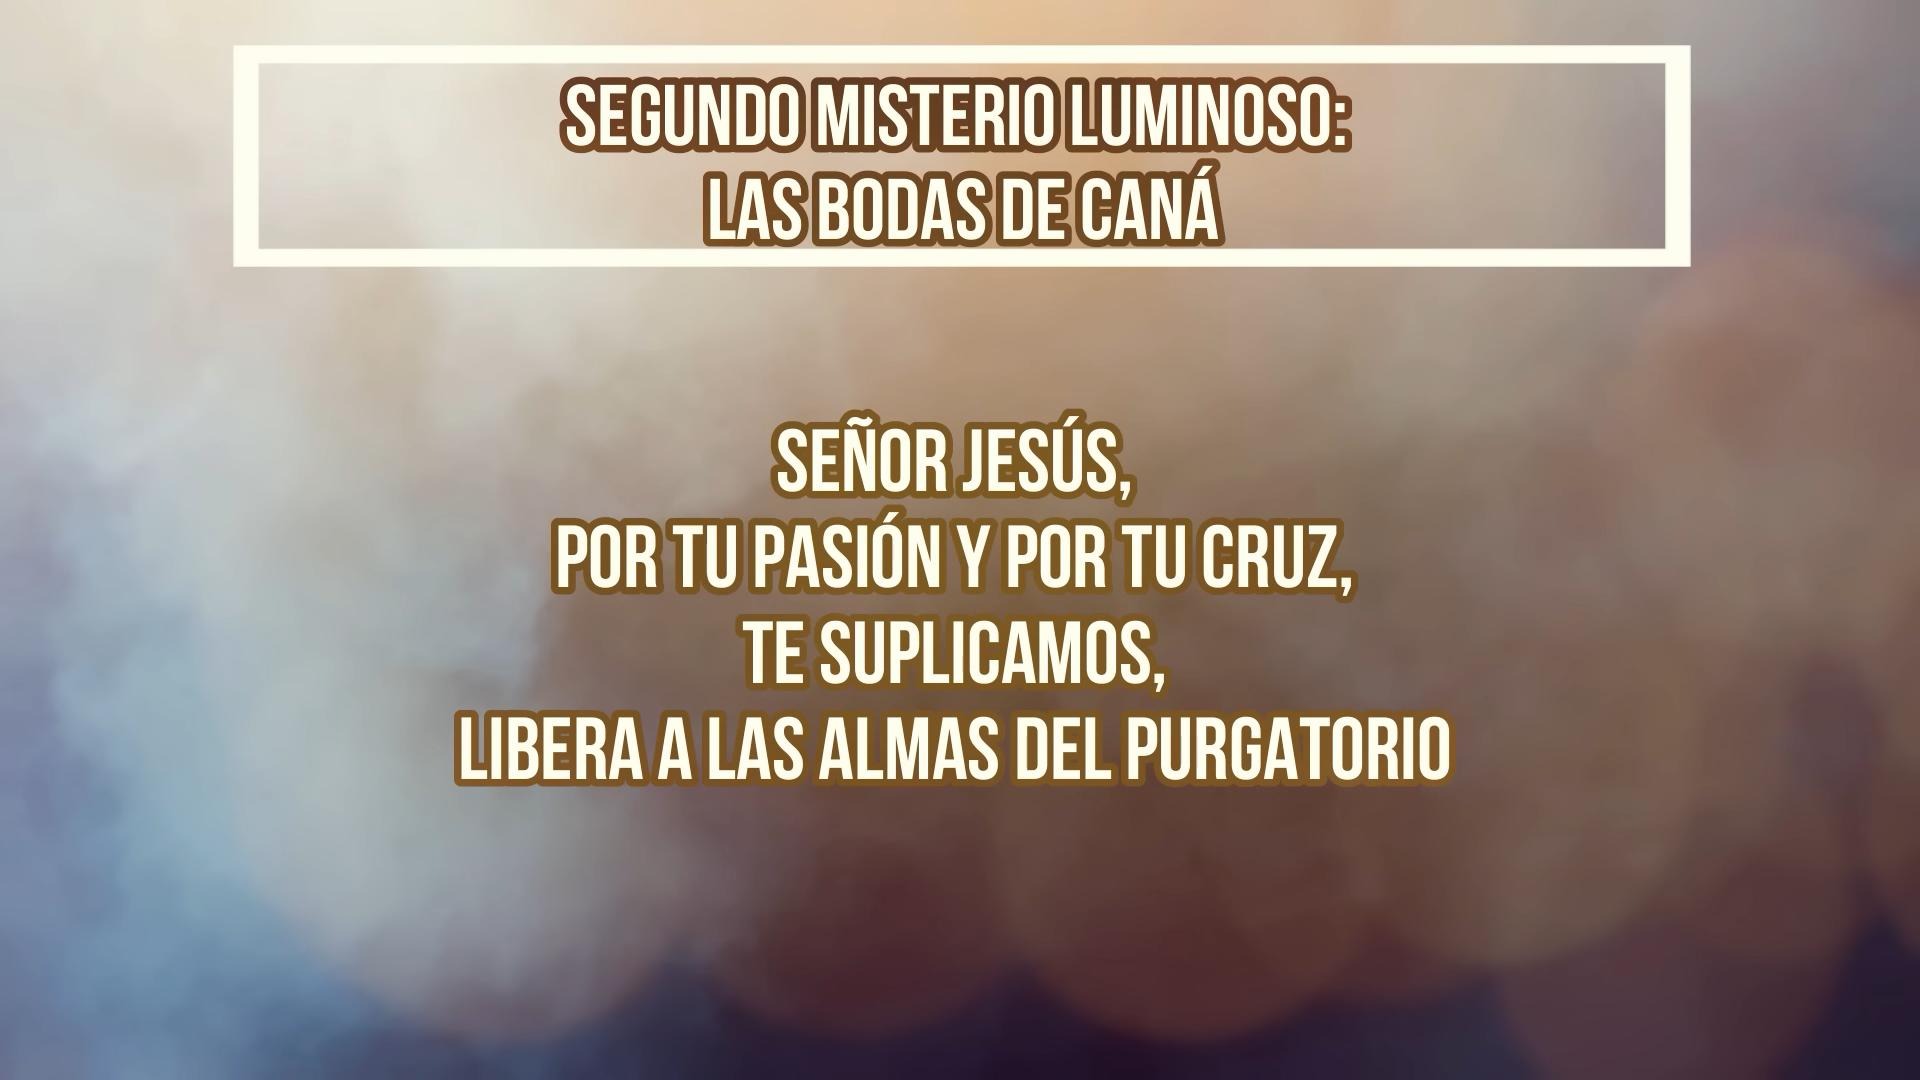 SEGUNDO MISTERIO LUMINOSO:
LAS BODAS DE CANÁ
SEÑOR JESÚS,
POR TU PASIÓN Y POR TU CRUZ,
TE SUPLICAMOS,
LIBERA A LAS ALMAS DEL PURGATORIO